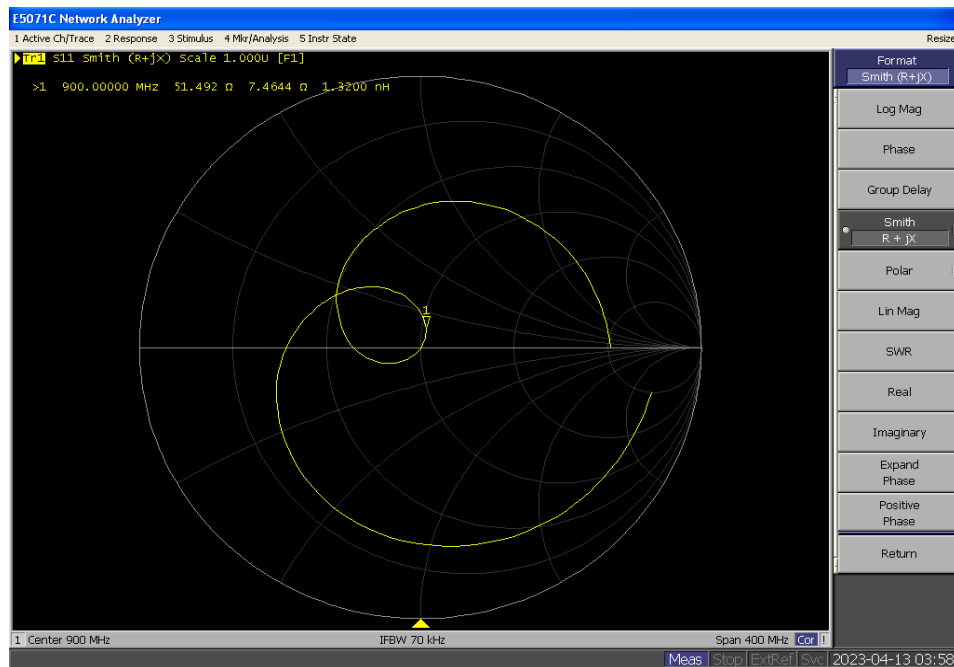 E5071C Network Analyzer
1 Active Ch/Trace 2 Response 3 Stimulus 4 Mkr/Analysis 5 Instr State
Resize
Tr1 S11 Smith (R+jX) Scale 1.000U [F1]
>1 900.00000 MHz 51.492 Ω 7.4644 Ω 1.3200 nH
1
Format
Smith (R+jX)
Log Mag
Phase
Group Delay
Smith
R + jX
Polar
Lin Mag
SWR
Real
Imaginary
Expand
Phase
Positive
Phase
Return
1 Center 900 MHz
IFBW 70 kHz
Span 400 MHz Cor !
Meas Stop ExtRef Svc 2023-04-13 03:58